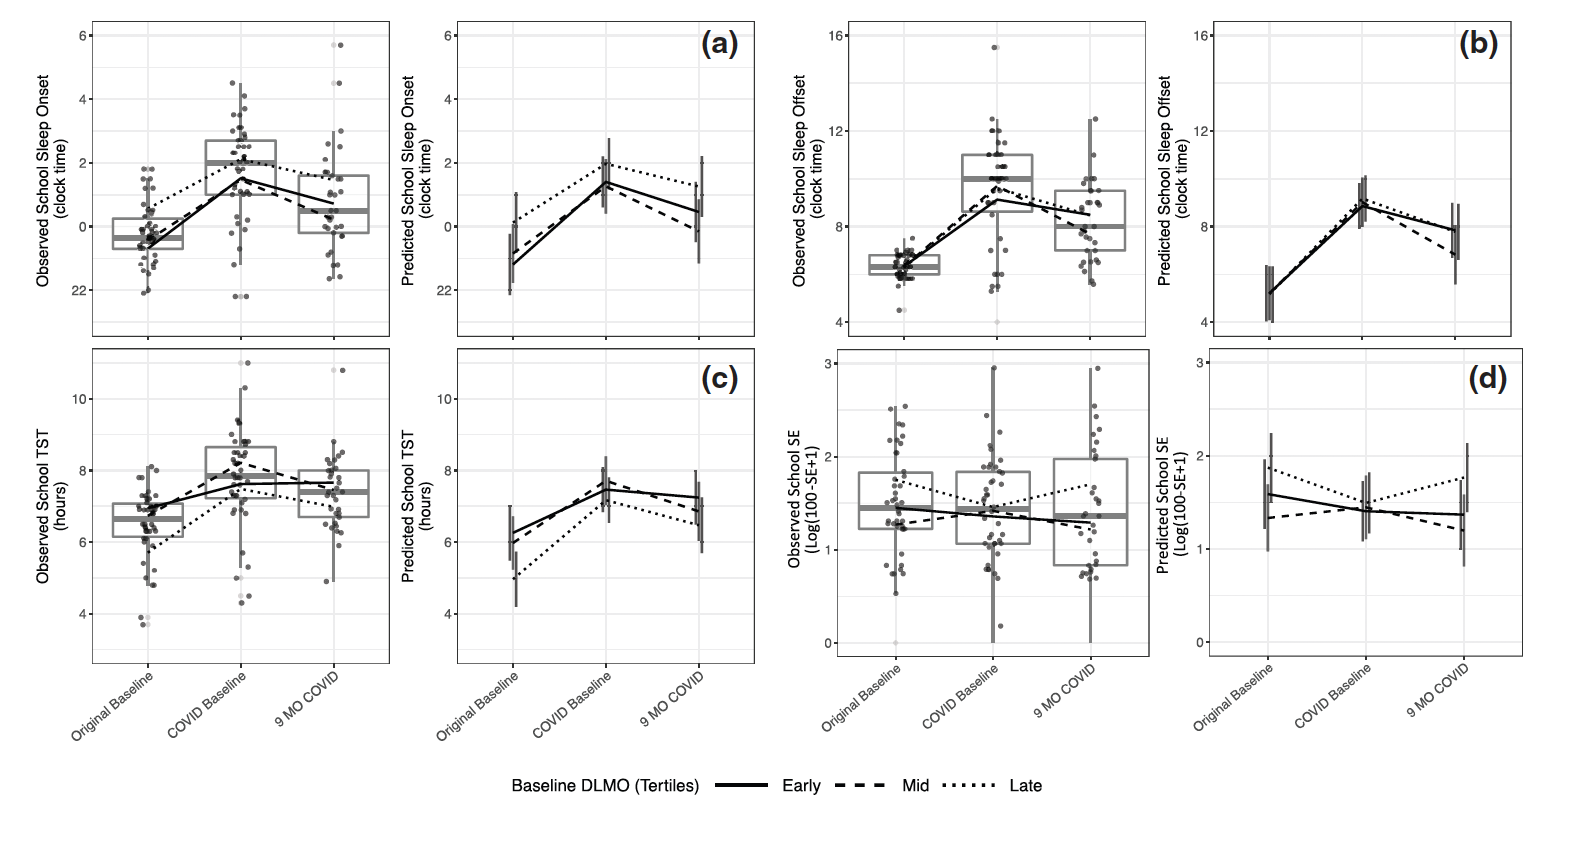 Observed School Sleep Onset
(clock time)
6
4
2
0
22
Predicted School Sleep Onset
(clock time)
6
4
2
0
22
(a)
Observed School Sleep Offset
(clock time)
16
12
8
4
Predicted School Sleep Offset
(clock time)
16
12
8
4
(b)
Observed School TST
(hours)
10
8
6
4
Original Baseline
COVID Baseline
9 MO COVID
Predicted School TST
(hours)
10
8
6
4
(c)
Original Baseline
COVID Baseline
9 MO COVID
Observed School SE
(Log(100-SE+1)
3
2
1
0
Original Baseline
COVID Baseline
9 MO COVID
Predicted School SE
(Log(100-SE+1)
3
2
1
0
(d)
Original Baseline
COVID Baseline
9 MO COVID
Baseline DLMO (Tertiles) Early Mid Late